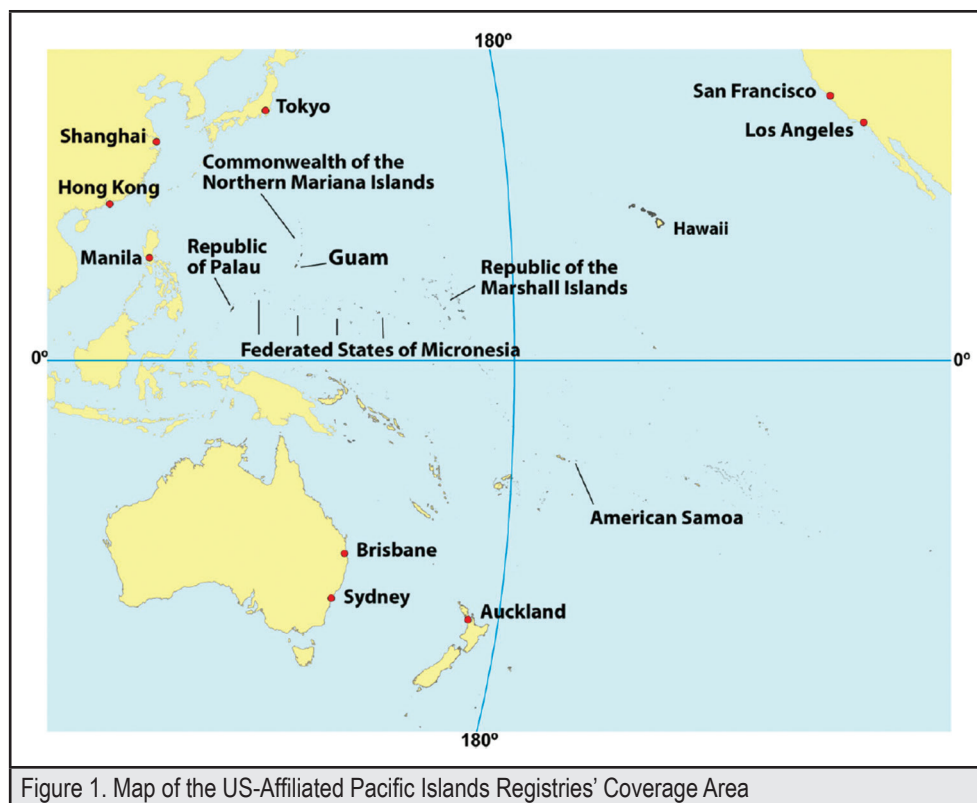 180º
San Francisco
Tokyo
Los Angeles
Shanghai
Commonwealth of the
Northern Mariana Islands
Hong Kong
Hawaii
Republic
of Palau
Manila
Guam
Republic of the
Marshall Islands
Federated States of Micronesia
0º
0º
American Samoa
Brisbane
Sydney
Auckland
180º
Figure 1. Map of the US-Affiliated Pacific Islands Registries’ Coverage Area